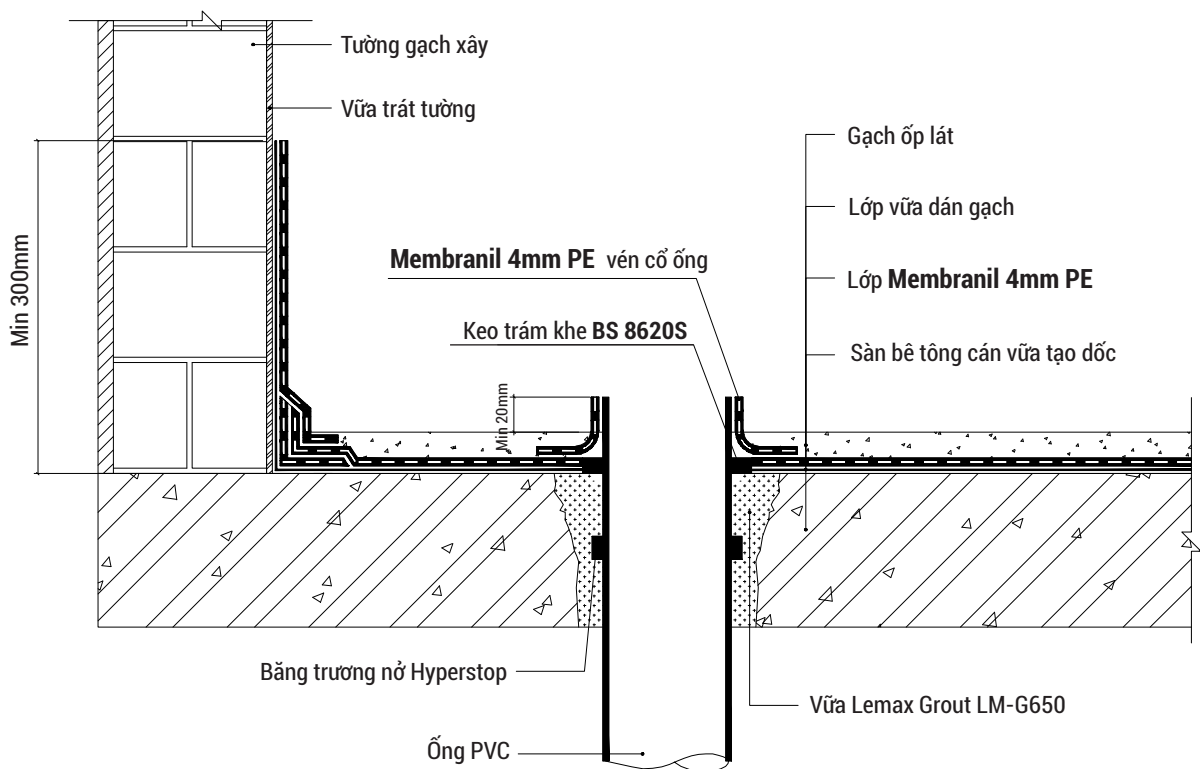 Tường gạch xây
Vữa trát tường
Gạch ốp lát
Lớp vữa dán gạch
Membranil 4mm PE vén cổ ống
Lớp Membranil 4mm PE
Min 300mm
Keo trám khe BS 8620S
Sàn bê tông cán vữa tạo dốc
Min 20mm
Băng trương nở Hyperstop
Vữa Lemax Grout LM-G650
Ống PVC